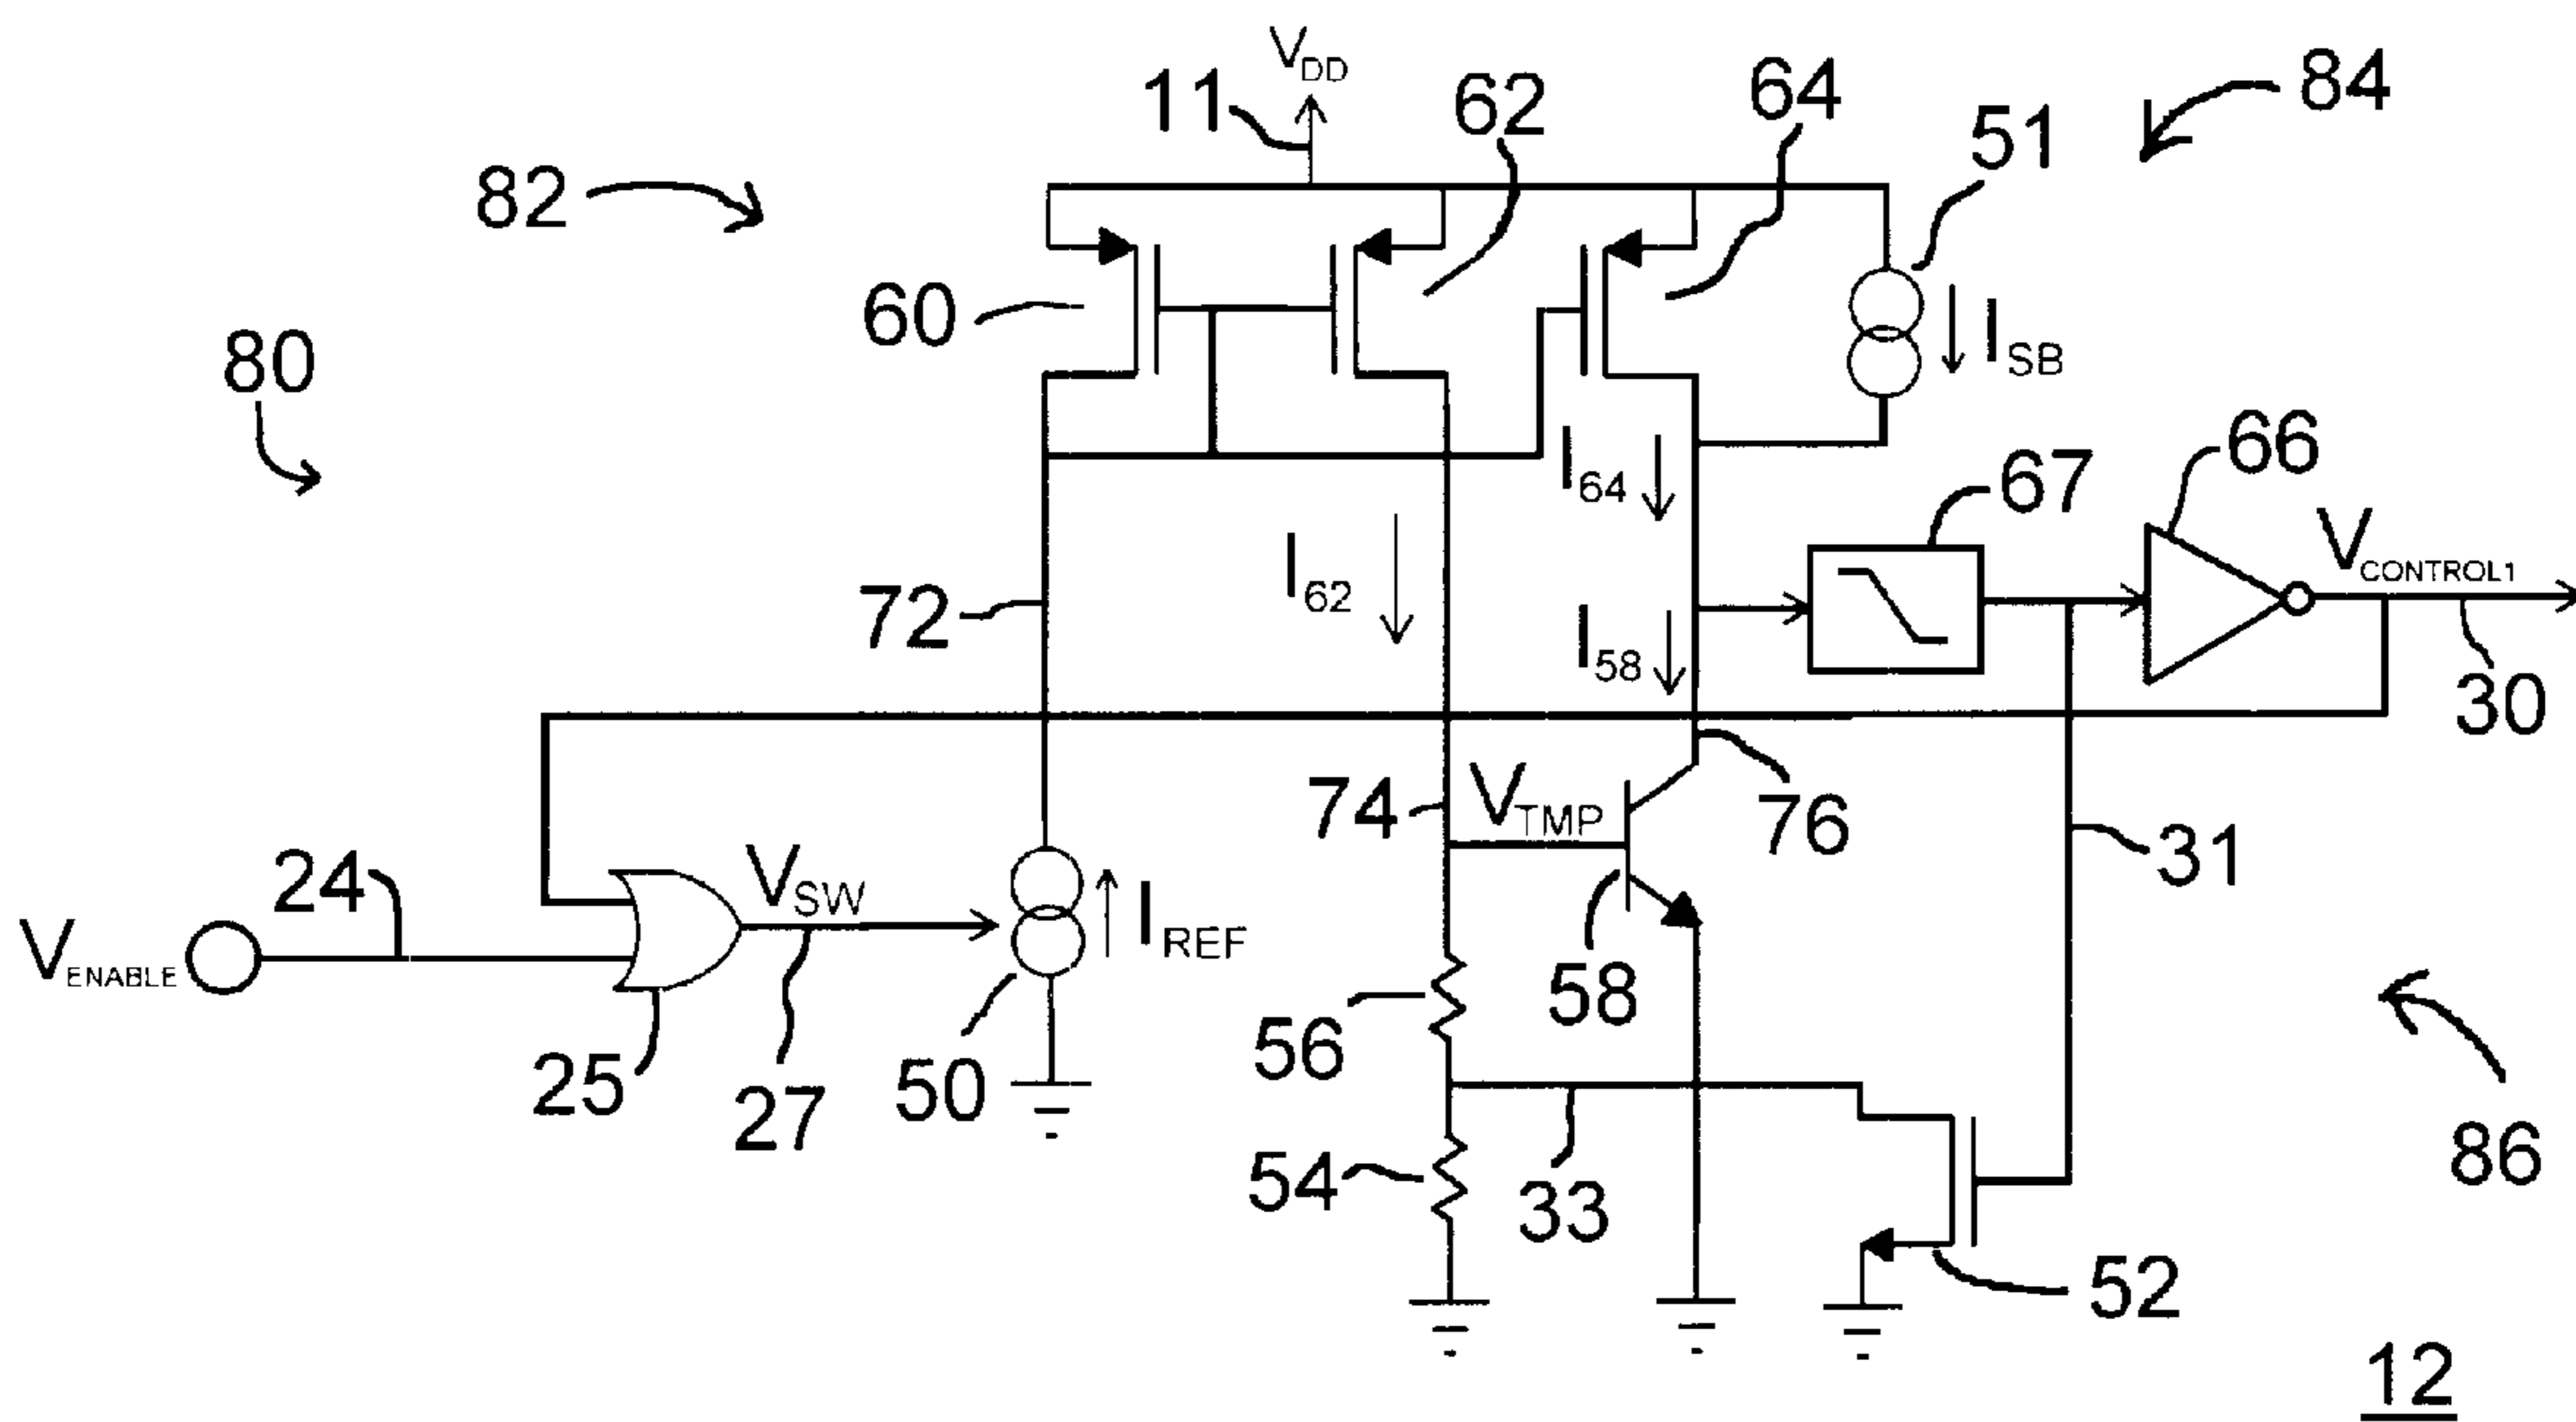 V_DD
11
62
64
84
51
82
60
80
I_SB
66
67
I_64
V_CONTROL1
I_62
72
I_58
30
74
V_TMP
76
31
24
V_SW
I_REF
V_ENABLE
58
56
25
27
50
86
54
33
52
12